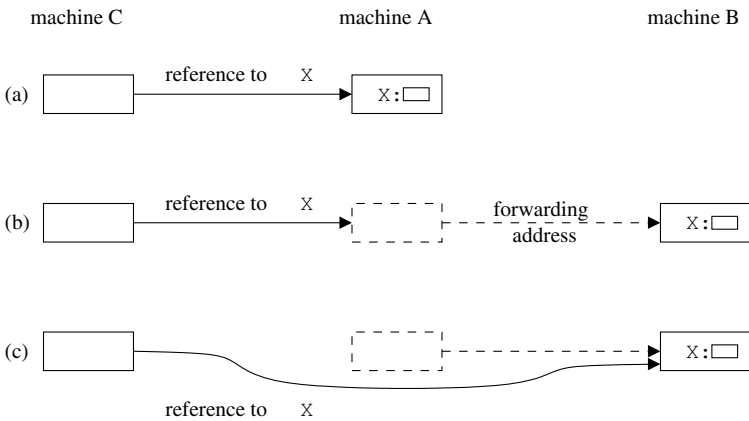 machine C machine A machine B
(a) reference to X X:
(b) reference to X forwarding address X:
(c) X:
reference to X